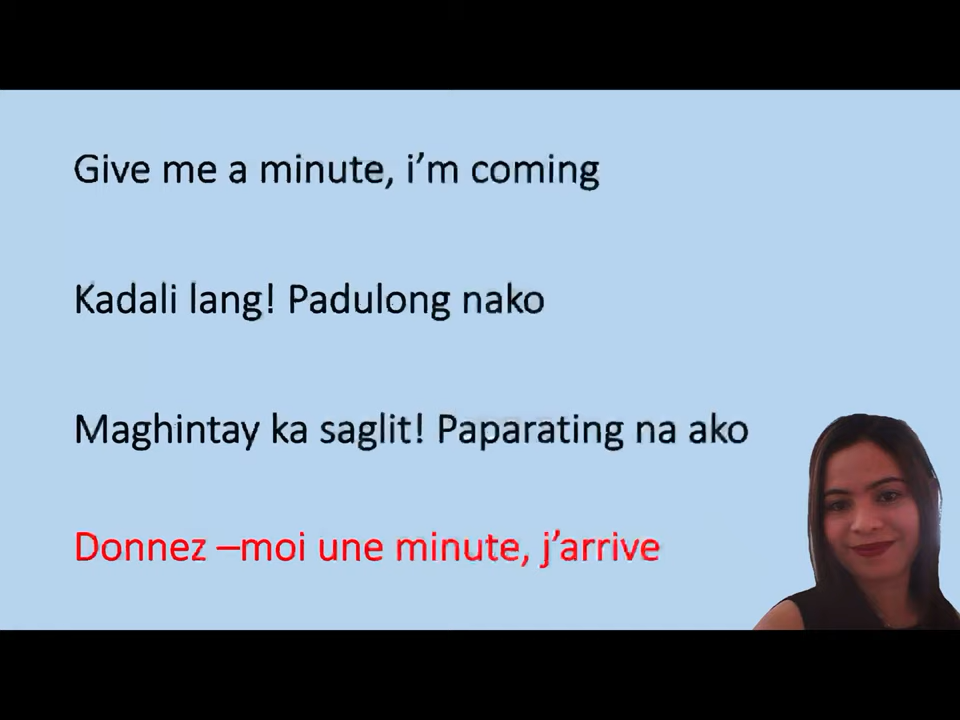 Give me a minute, i’m coming
Kadali lang! Padulong nako
Maghintay ka saglit! Paparating na ako
Donnez –moi une minute, j’arrive